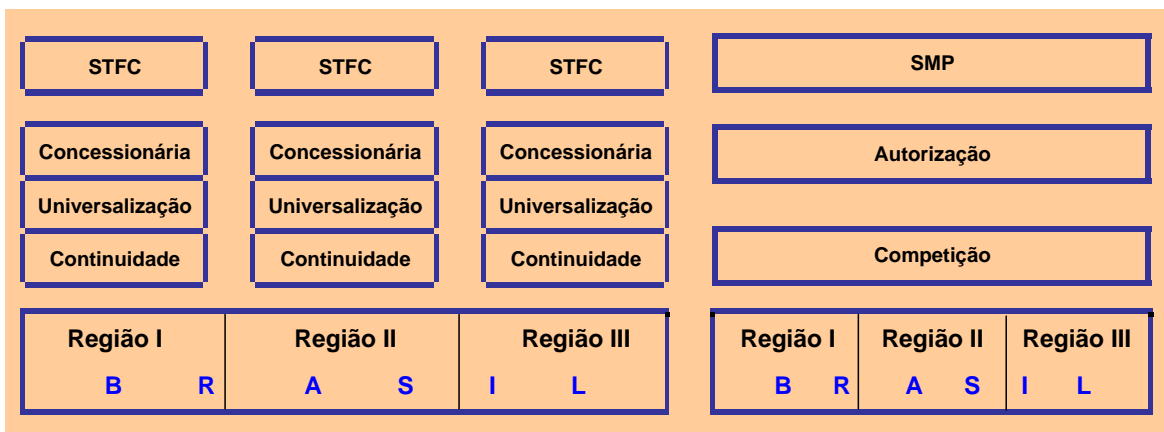 STFC STFC STFC SMP
Concessionária Concessionária Concessionária Autorização
Universalização Universalização Universalização
Continuidade Continuidade Continuidade Competição
Região I Região II Região III Região I Região II Região III
B R A S I L B R A S I L